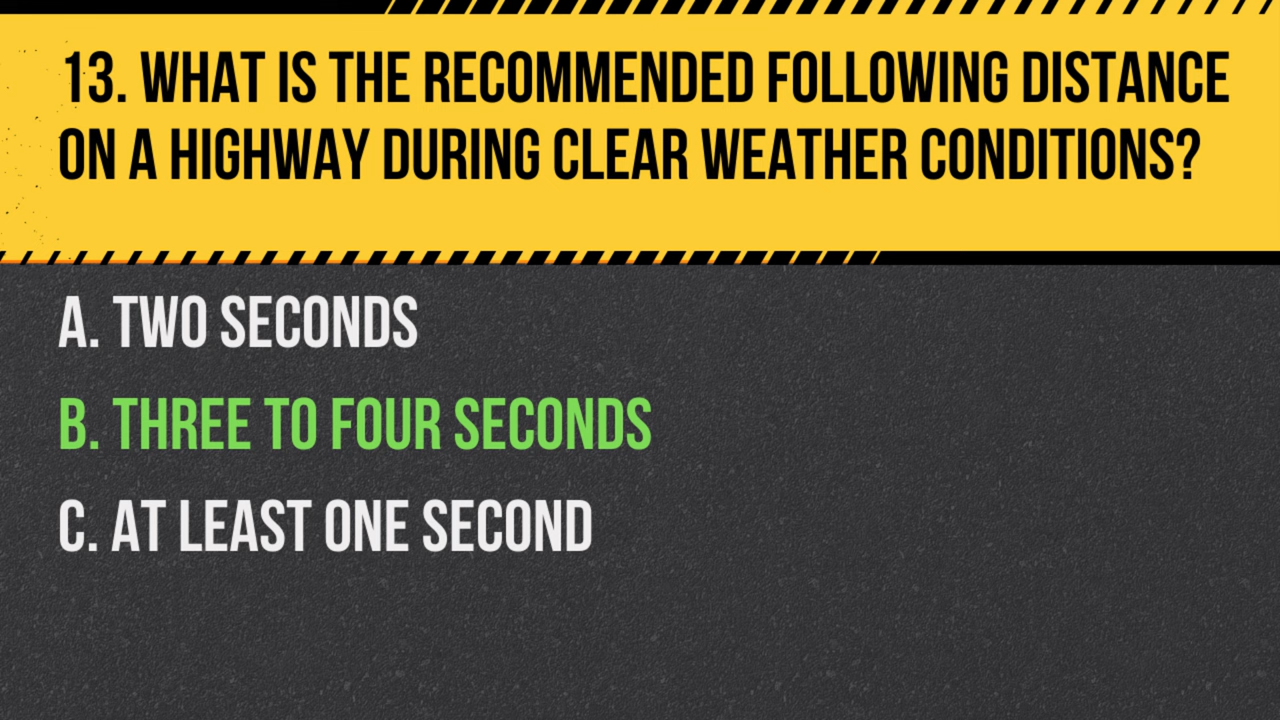 13. WHAT IS THE RECOMMENDED FOLLOWING DISTANCE
ON A HIGHWAY DURING CLEAR WEATHER CONDITIONS?
A. TWO SECONDS
B. THREE TO FOUR SECONDS
C. AT LEAST ONE SECOND